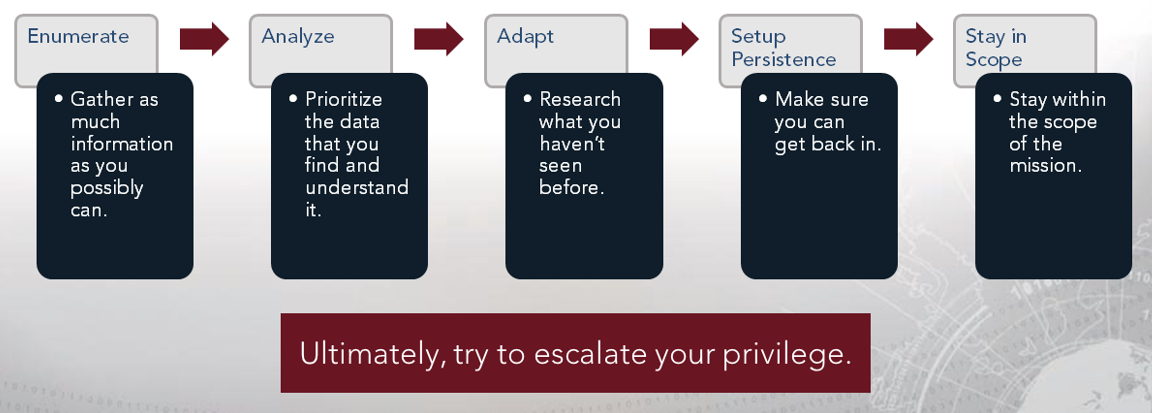 Enumerate
• Gather as
much
information
as you
possibly
can.
Analyze
• Prioritize
the data
that you
find and
understand
it.
Adapt
• Research
what you
haven't
seen
before.
Setup
Persistence
• Make sure
you can
get back in.
Stay in
Scope
• Stay within
the scope
of the
mission.
Ultimately, try to escalate your privilege.